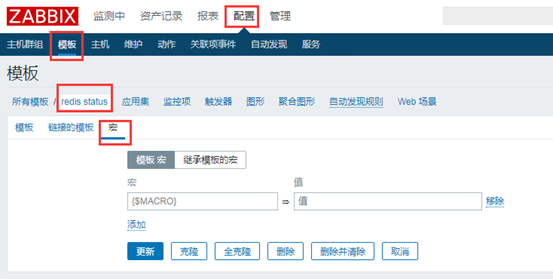 ZABBIX 监测中 资产记录 报表 配置 管理
主机群组 模板 主机 维护 动作 关联项事件 自动发现 服务
模板
所有模板 / redis status 应用集 监控项 触发器 图形 聚合图形 自动发现规则 Web 场景
模板 链接的模板 宏
模板 宏 继承模板的宏
宏 值
{$MACRO} ⇒ 值 移除
添加
更新 克隆 全克隆 删除 删除并清除 取消